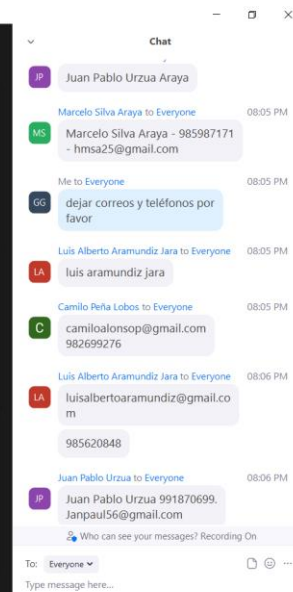 Chat
JP
Juan Pablo Urzua Araya
Marcelo Silva Araya to Everyone 08:05 PM
MS
Marcelo Silva Araya - 985987171
- hmsa25@gmail.com
Me to Everyone 08:05 PM
GG
dejar correos y teléfonos por
favor
Luis Alberto Aramundiz Jara to Everyone 08:05 PM
LA
luis aramundiz jara
Camilo Peña Lobos to Everyone 08:05 PM
C
camiloalonsop@gmail.com
982699276
Luis Alberto Aramundiz Jara to Everyone 08:06 PM
LA
luisalbertoaramundiz@gmail.co
m
985620848
Juan Pablo Urzua to Everyone 08:06 PM
JP
Juan Pablo Urzua 991870699.
Janpaul56@gmail.com
Who can see your messages? Recording On
To: Everyone
Type message here...